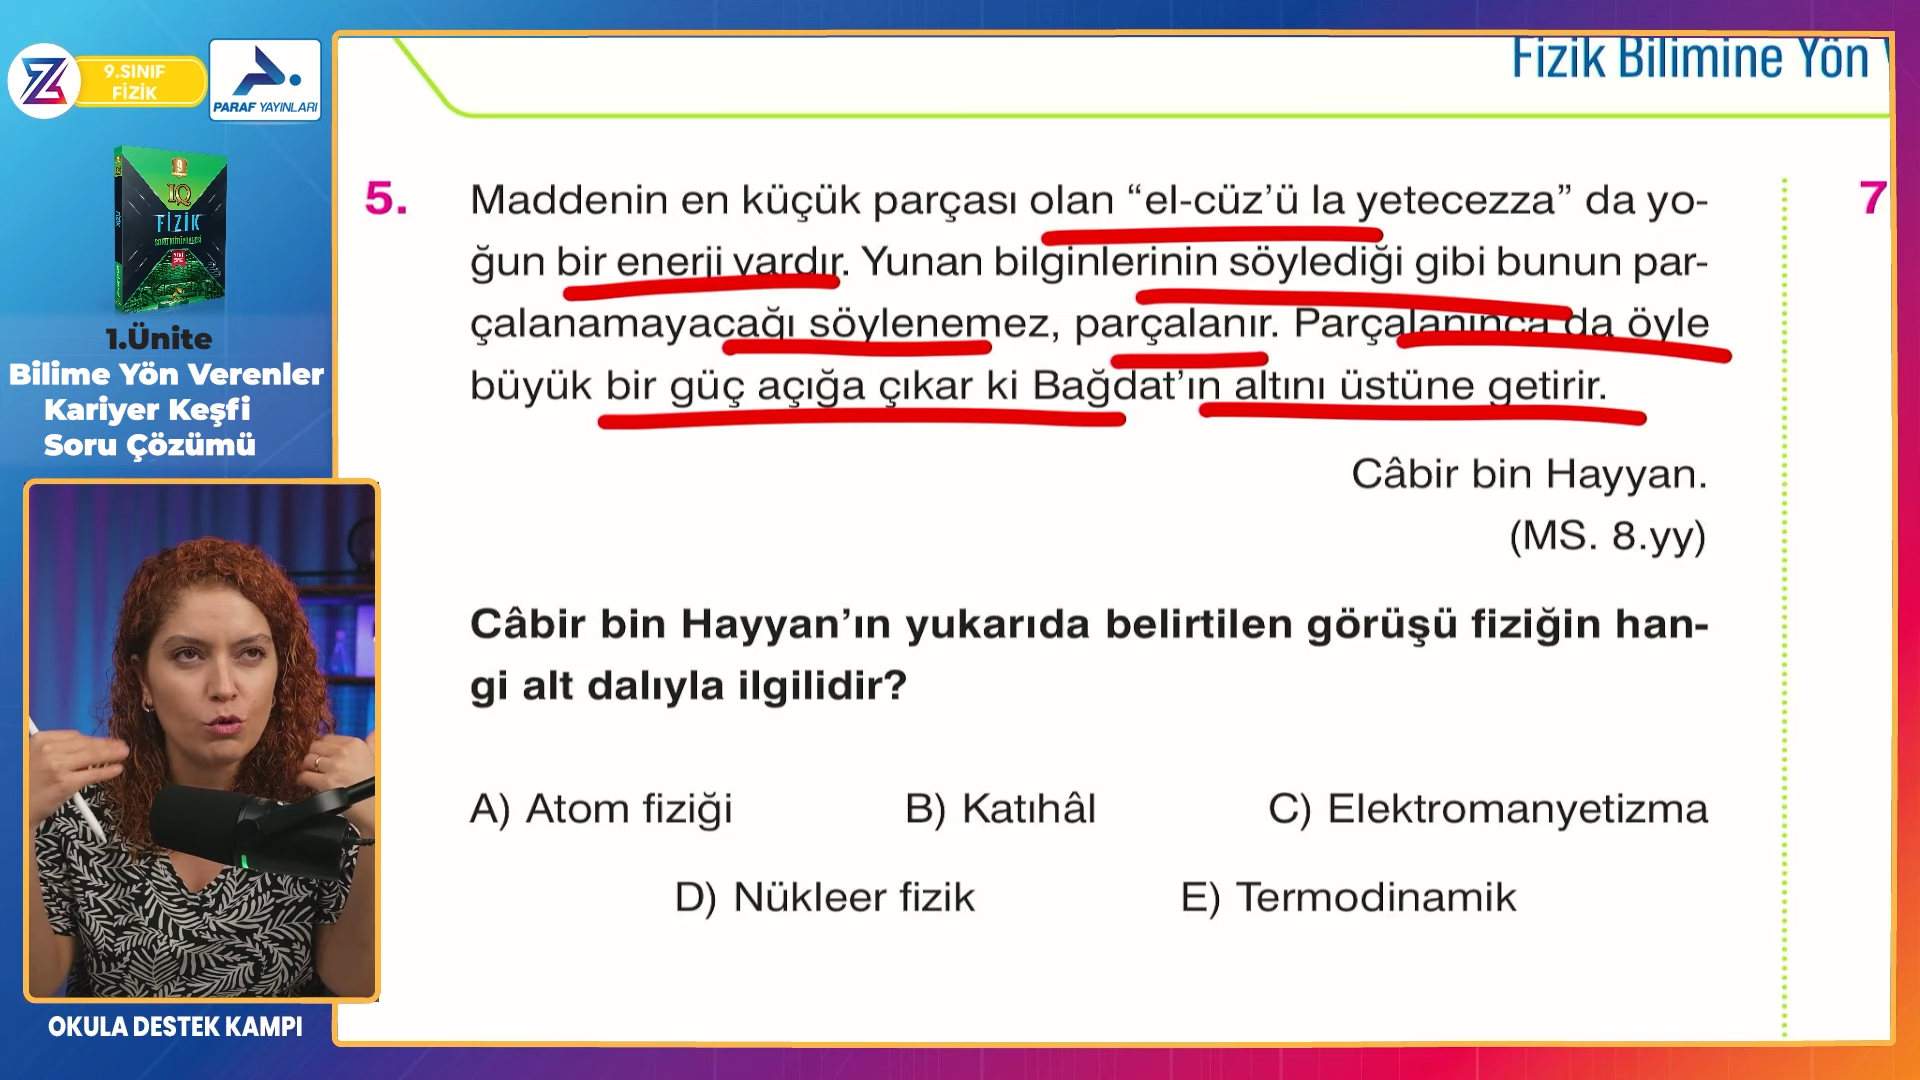 9.SINIF
FİZİK
PARAF YAYINLARI
9
IQ
FİZİK
1.Ünite
Bilime Yön Verenler
Kariyer Keşfi
Soru Çözümü
OKULA DESTEK KAMPI
Fizik Bilimine Yön
5.
Maddenin en küçük parçası olan “el-cüz’ü la yetecezza” da yo-
ğun bir enerji vardır. Yunan bilginlerinin söylediği gibi bunun par-
çalanamayacağı söylenemez, parçalanır. Parçalanınca da öyle
büyük bir güç açığa çıkar ki Bağdat’ın altını üstüne getirir.
Câbir bin Hayyan.
(MS. 8.yy)
Câbir bin Hayyan’ın yukarıda belirtilen görüşü fiziğin han-
gi alt dalıyla ilgilidir?
A) Atom fiziği
B) Katıhâl
C) Elektromanyetizma
D) Nükleer fizik
E) Termodinamik
7